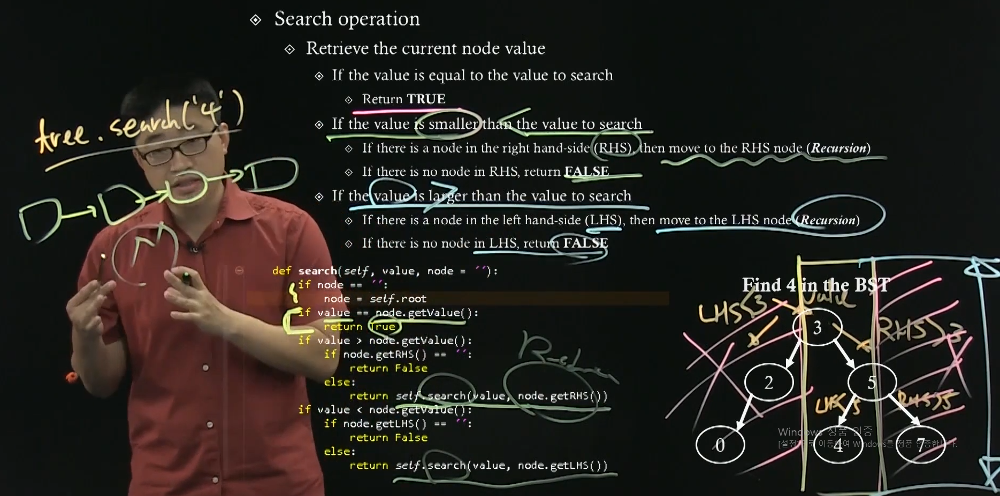 Search operation
Retrieve the current node value
If the value is equal to the value to search
Return TRUE
If the value is smaller than the value to search
If there is a node in the right hand-side (RHS), then move to the RHS node (Recursion)
If there is no node in RHS, return FALSE
If the value is larger than the value to search
If there is a node in the left hand-side (LHS), then move to the LHS node (Recursion)
If there is no node in LHS, return FALSE
tree.search('4')
D → D → D → D
N
def search(self, value, node = ''):
if node == '':
node = self.root
if value == node.getValue():
return True
if value > node.getValue():
if node.getRHS() == '':
return False
else:
return self.search(value, node.getRHS())
if value < node.getValue():
if node.getLHS() == '':
return False
else:
return self.search(value, node.getLHS())
Find 4 in the BST
value
LHS<3
3
RHS>3
2
5
LHS<5
RHS>5
0
4
7
Windows 정품 인증
[설정]으로 이동하여 Windows를 정품 인증합니다.